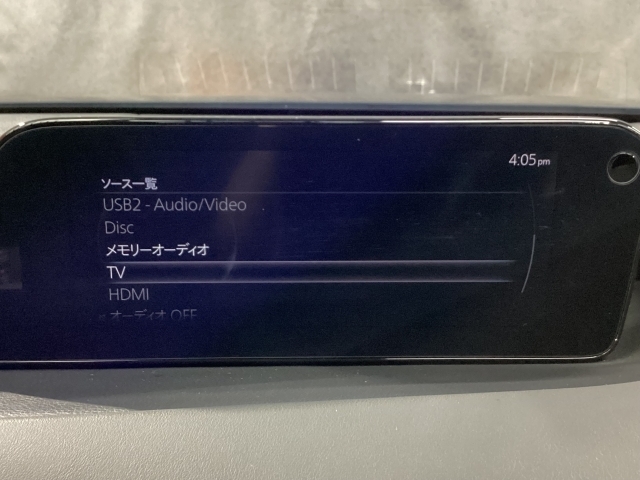 4:05pm
ソース一覧
USB2 - Audio/Video
Disc
メモリーオーディオ
TV
HDMI
オーディオ OFF